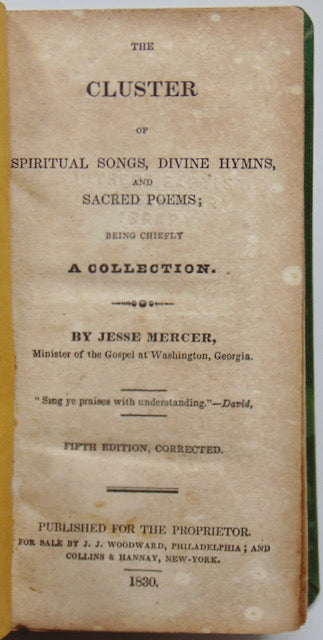 THE
CLUSTER
OF
SPIRITUAL SONGS, DIVINE HYMNS,
AND
SACRED POEMS;
BEING CHIEFLY
A COLLECTION.
BY JESSE MERCER,
Minister of the Gospel at Washington, Georgia.
"Sing ye praises with understanding."—David.
FIFTH EDITION, CORRECTED.
PUBLISHED FOR THE PROPRIETOR.
FOR SALE BY J. J. WOODWARD, PHILADELPHIA; AND
COLLINS & HANNAY, NEW-YORK.
1830.